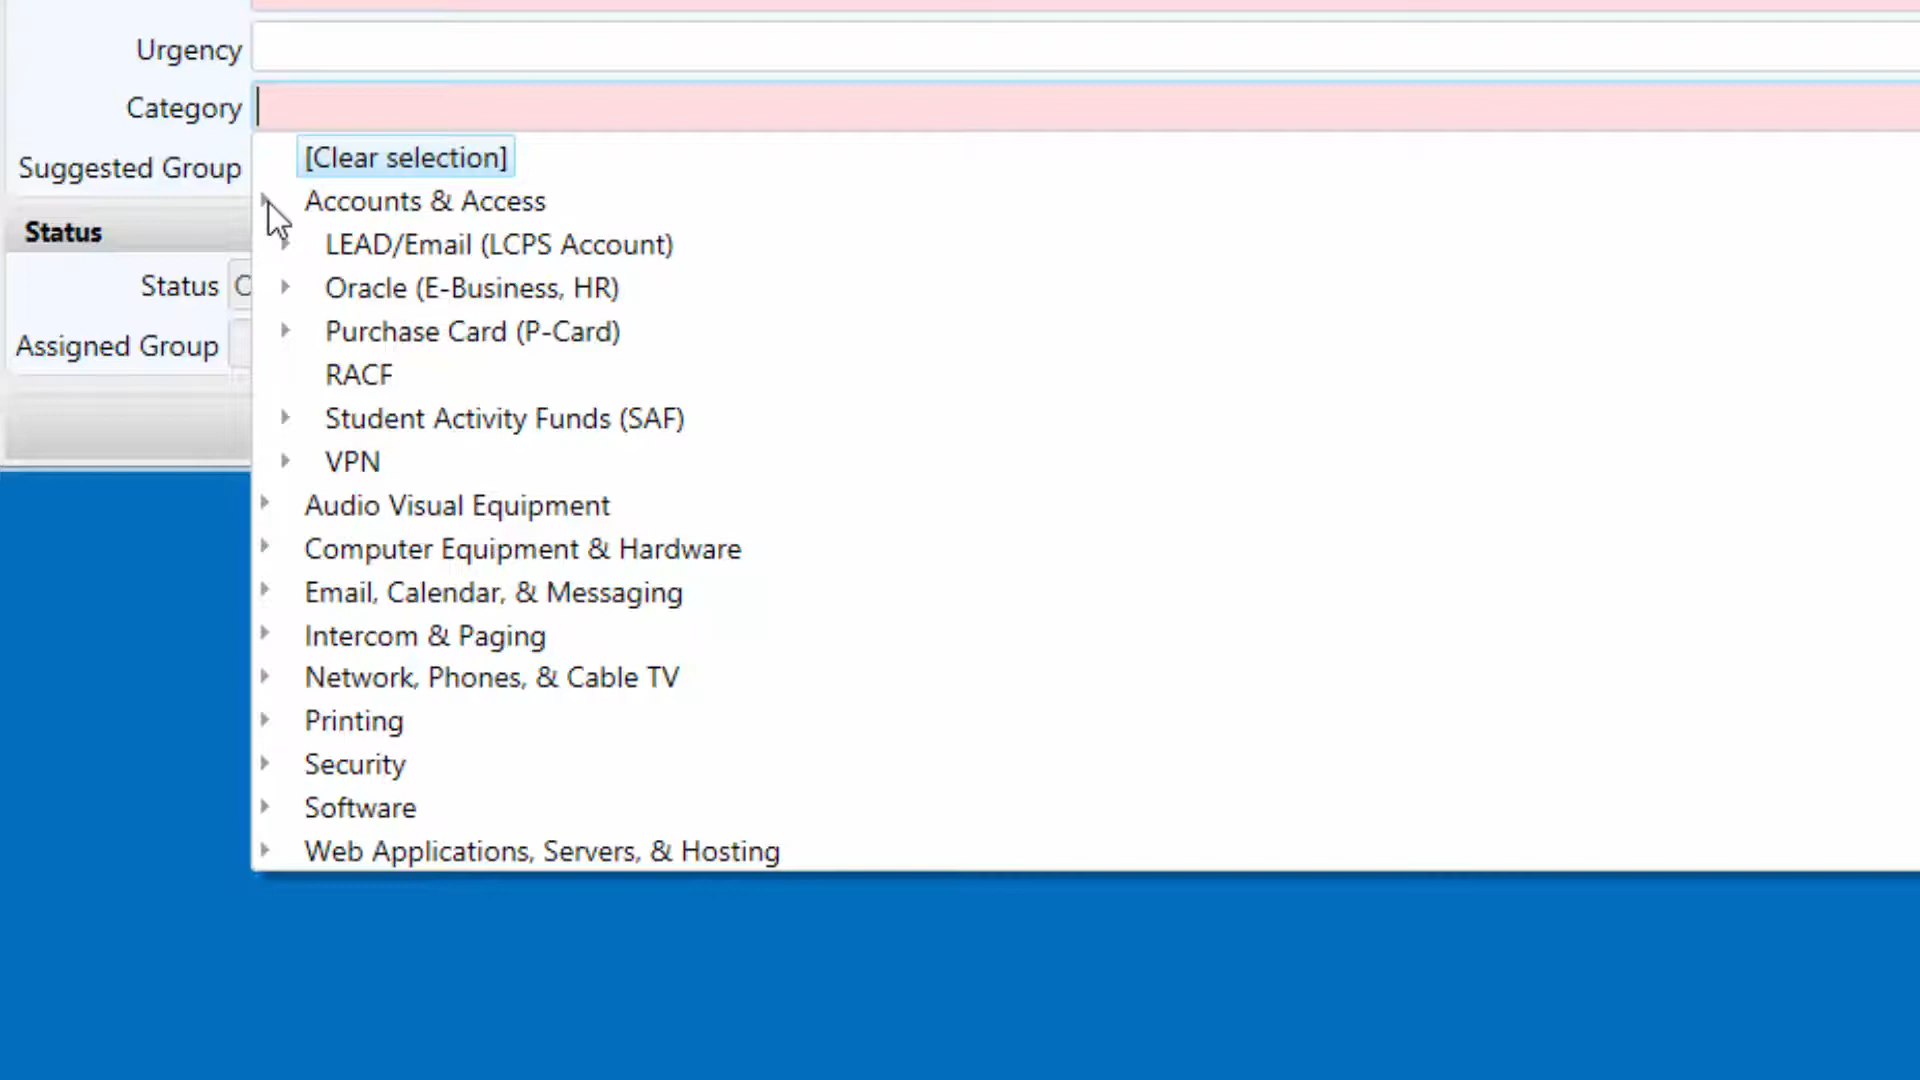 Urgency
Category
[Clear selection]
Suggested Group
Accounts & Access
Status
LEAD/Email (LCPS Account)
Status
Oracle (E-Business, HR)
Purchase Card (P-Card)
Assigned Group
RACF
Student Activity Funds (SAF)
VPN
Audio Visual Equipment
Computer Equipment & Hardware
Email, Calendar, & Messaging
Intercom & Paging
Network, Phones, & Cable TV
Printing
Security
Software
Web Applications, Servers, & Hosting